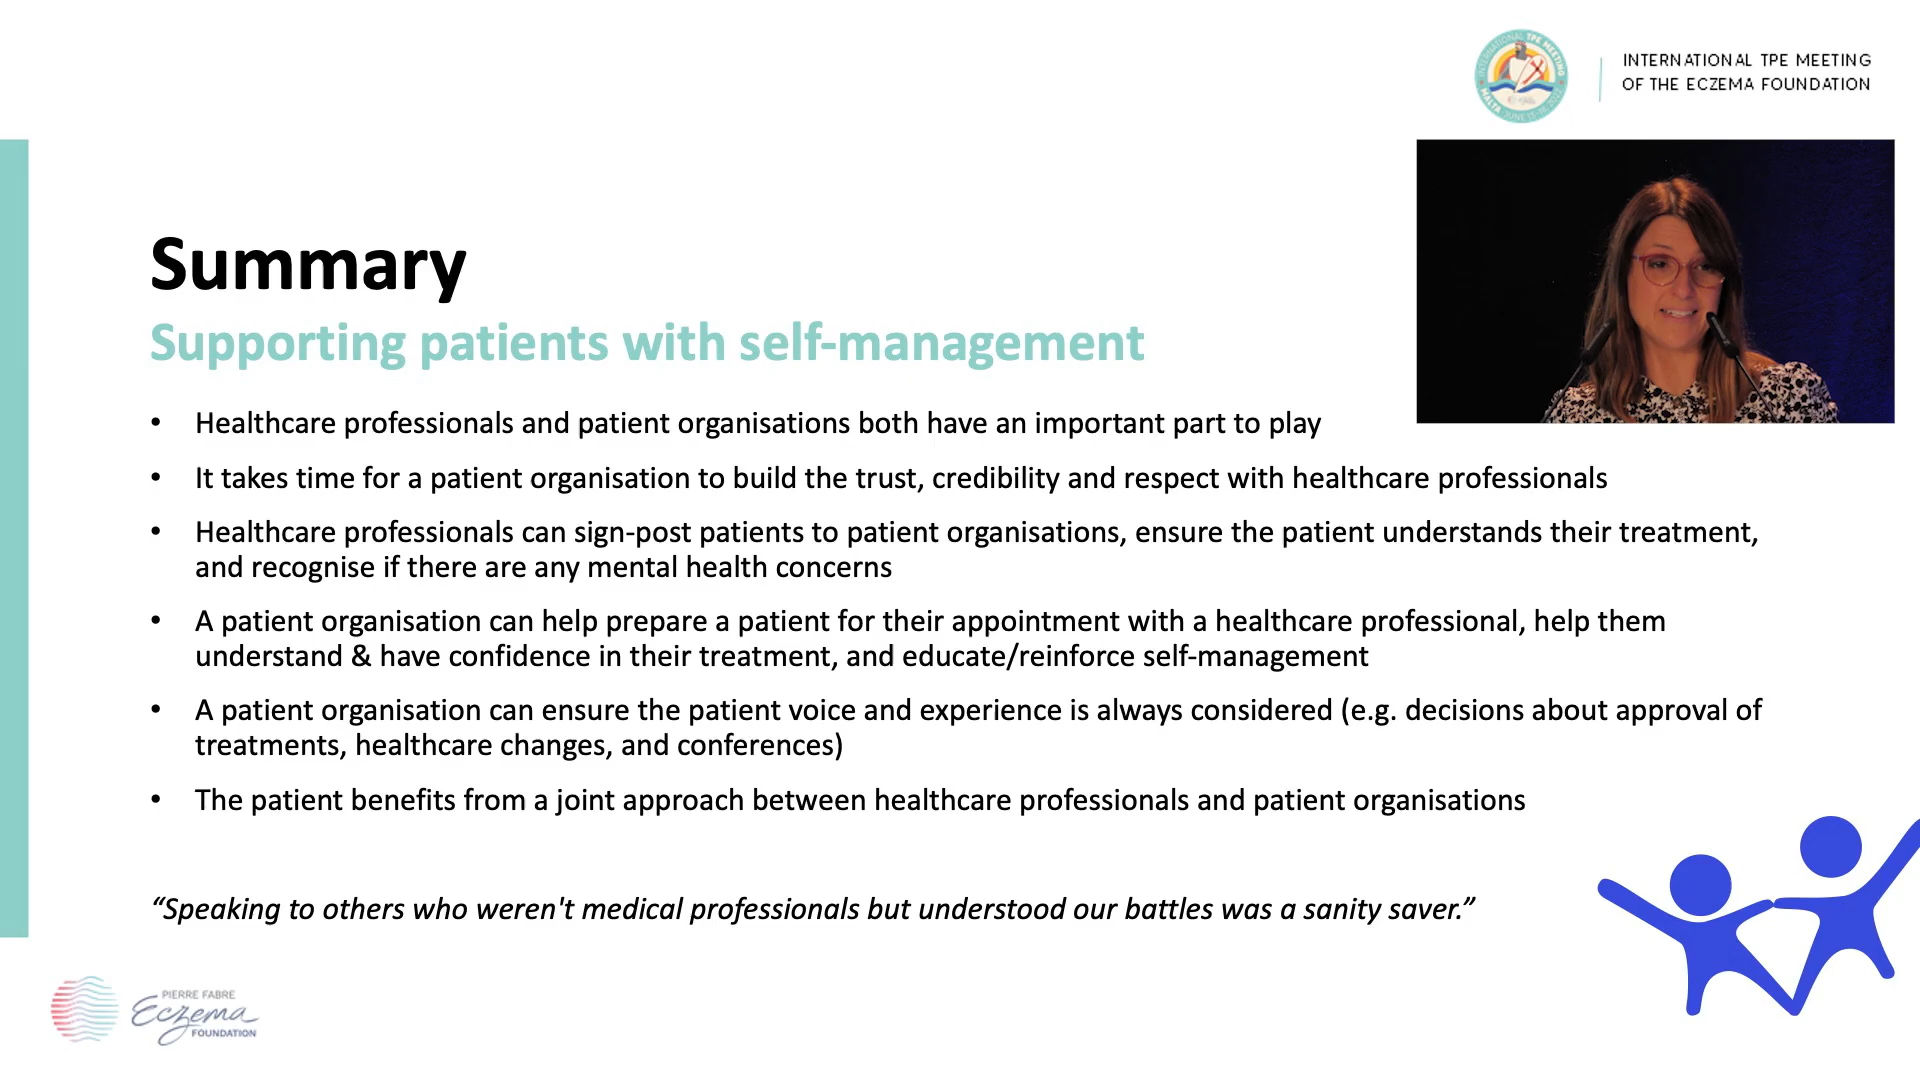 INTERNATIONAL TPE MEETING
OF THE ECZEMA FOUNDATION
INTERNATIONAL TPE MEETING
MALTA JUNE
Summary
Supporting patients with self-management
• Healthcare professionals and patient organisations both have an important part to play
• It takes time for a patient organisation to build the trust, credibility and respect with healthcare professionals
• Healthcare professionals can sign-post patients to patient organisations, ensure the patient understands their treatment,
and recognise if there are any mental health concerns
• A patient organisation can help prepare a patient for their appointment with a healthcare professional, help them
understand & have confidence in their treatment, and educate/reinforce self-management
• A patient organisation can ensure the patient voice and experience is always considered (e.g. decisions about approval of
treatments, healthcare changes, and conferences)
• The patient benefits from a joint approach between healthcare professionals and patient organisations
“Speaking to others who weren't medical professionals but understood our battles was a sanity saver.”
PIERRE FABRE
Eczema
FOUNDATION